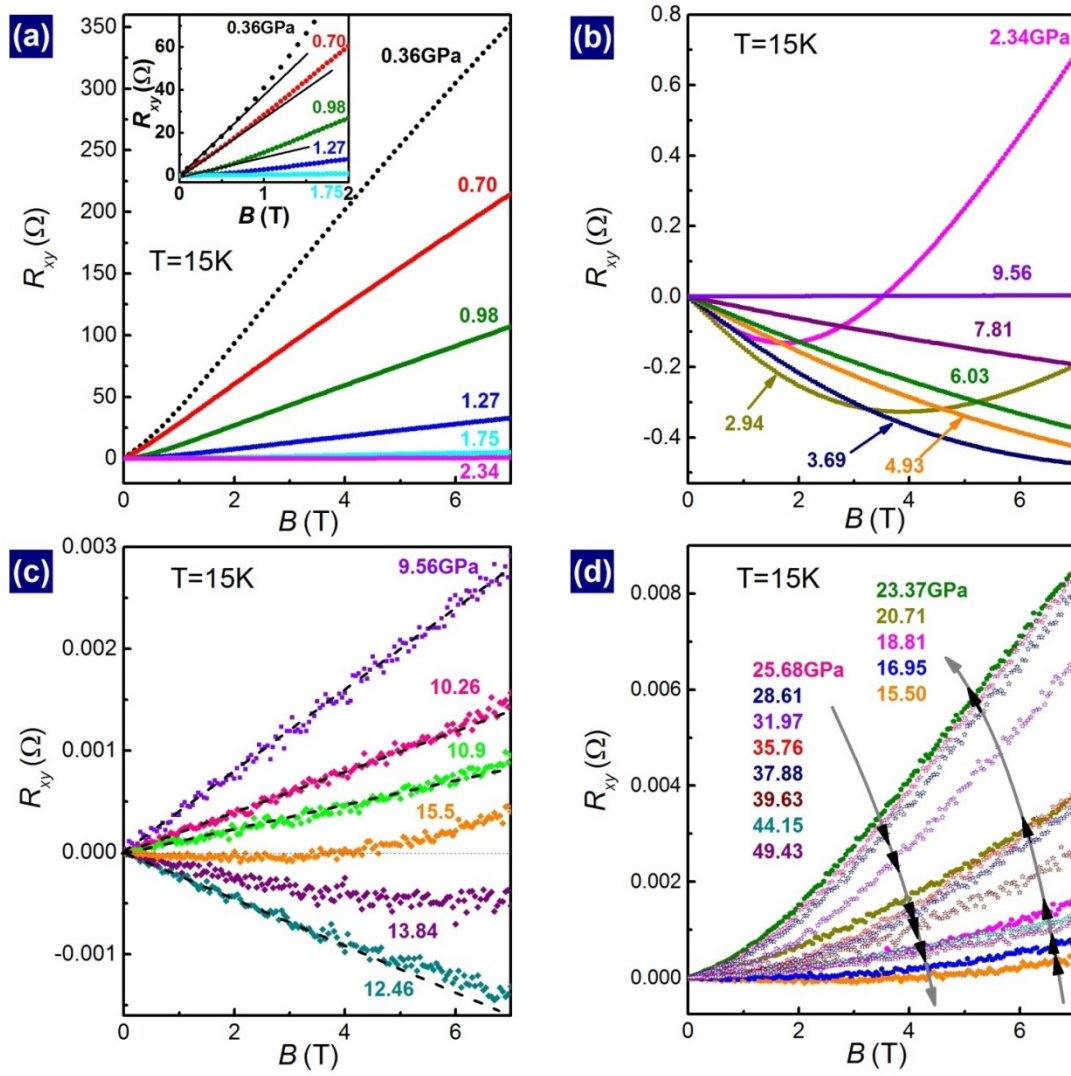 (a)
0.36GPa
0.70
0.98
1.27
1.75
60
40
20
0
Rxy (Ω)
0 1 2
B (T)
0.36GPa
0.70
0.98
1.27
1.75
2.34
T=15K
350
300
250
200
150
100
50
0
Rxy (Ω)
0 2 4 6
B (T)
(b)
T=15K
2.34GPa
9.56
7.81
6.03
2.94
3.69
4.93
0.8
0.6
0.4
0.2
0.0
-0.2
-0.4
Rxy (Ω)
0 2 4 6
B (T)
(c)
T=15K
9.56GPa
10.26
10.9
15.5
13.84
12.46
0.003
0.002
0.001
0.000
-0.001
Rxy (Ω)
0 2 4 6
B (T)
(d)
T=15K
23.37GPa
20.71
18.81
16.95
15.50
25.68GPa
28.61
31.97
35.76
37.88
39.63
44.15
49.43
0.008
0.006
0.004
0.002
0.000
Rxy (Ω)
0 2 4 6
B (T)